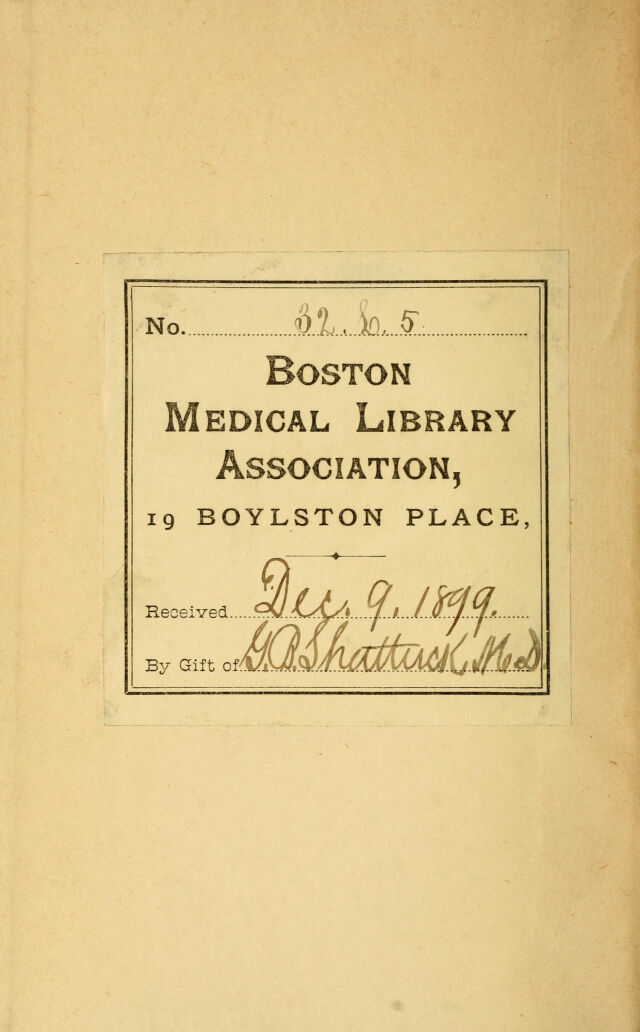 No. 32. L. 5
BOSTON
MEDICAL LIBRARY
ASSOCIATION,
19 BOYLSTON PLACE,
Received Dec. 9. 1899.
By Gift of G. B. Shattuck, M.D.